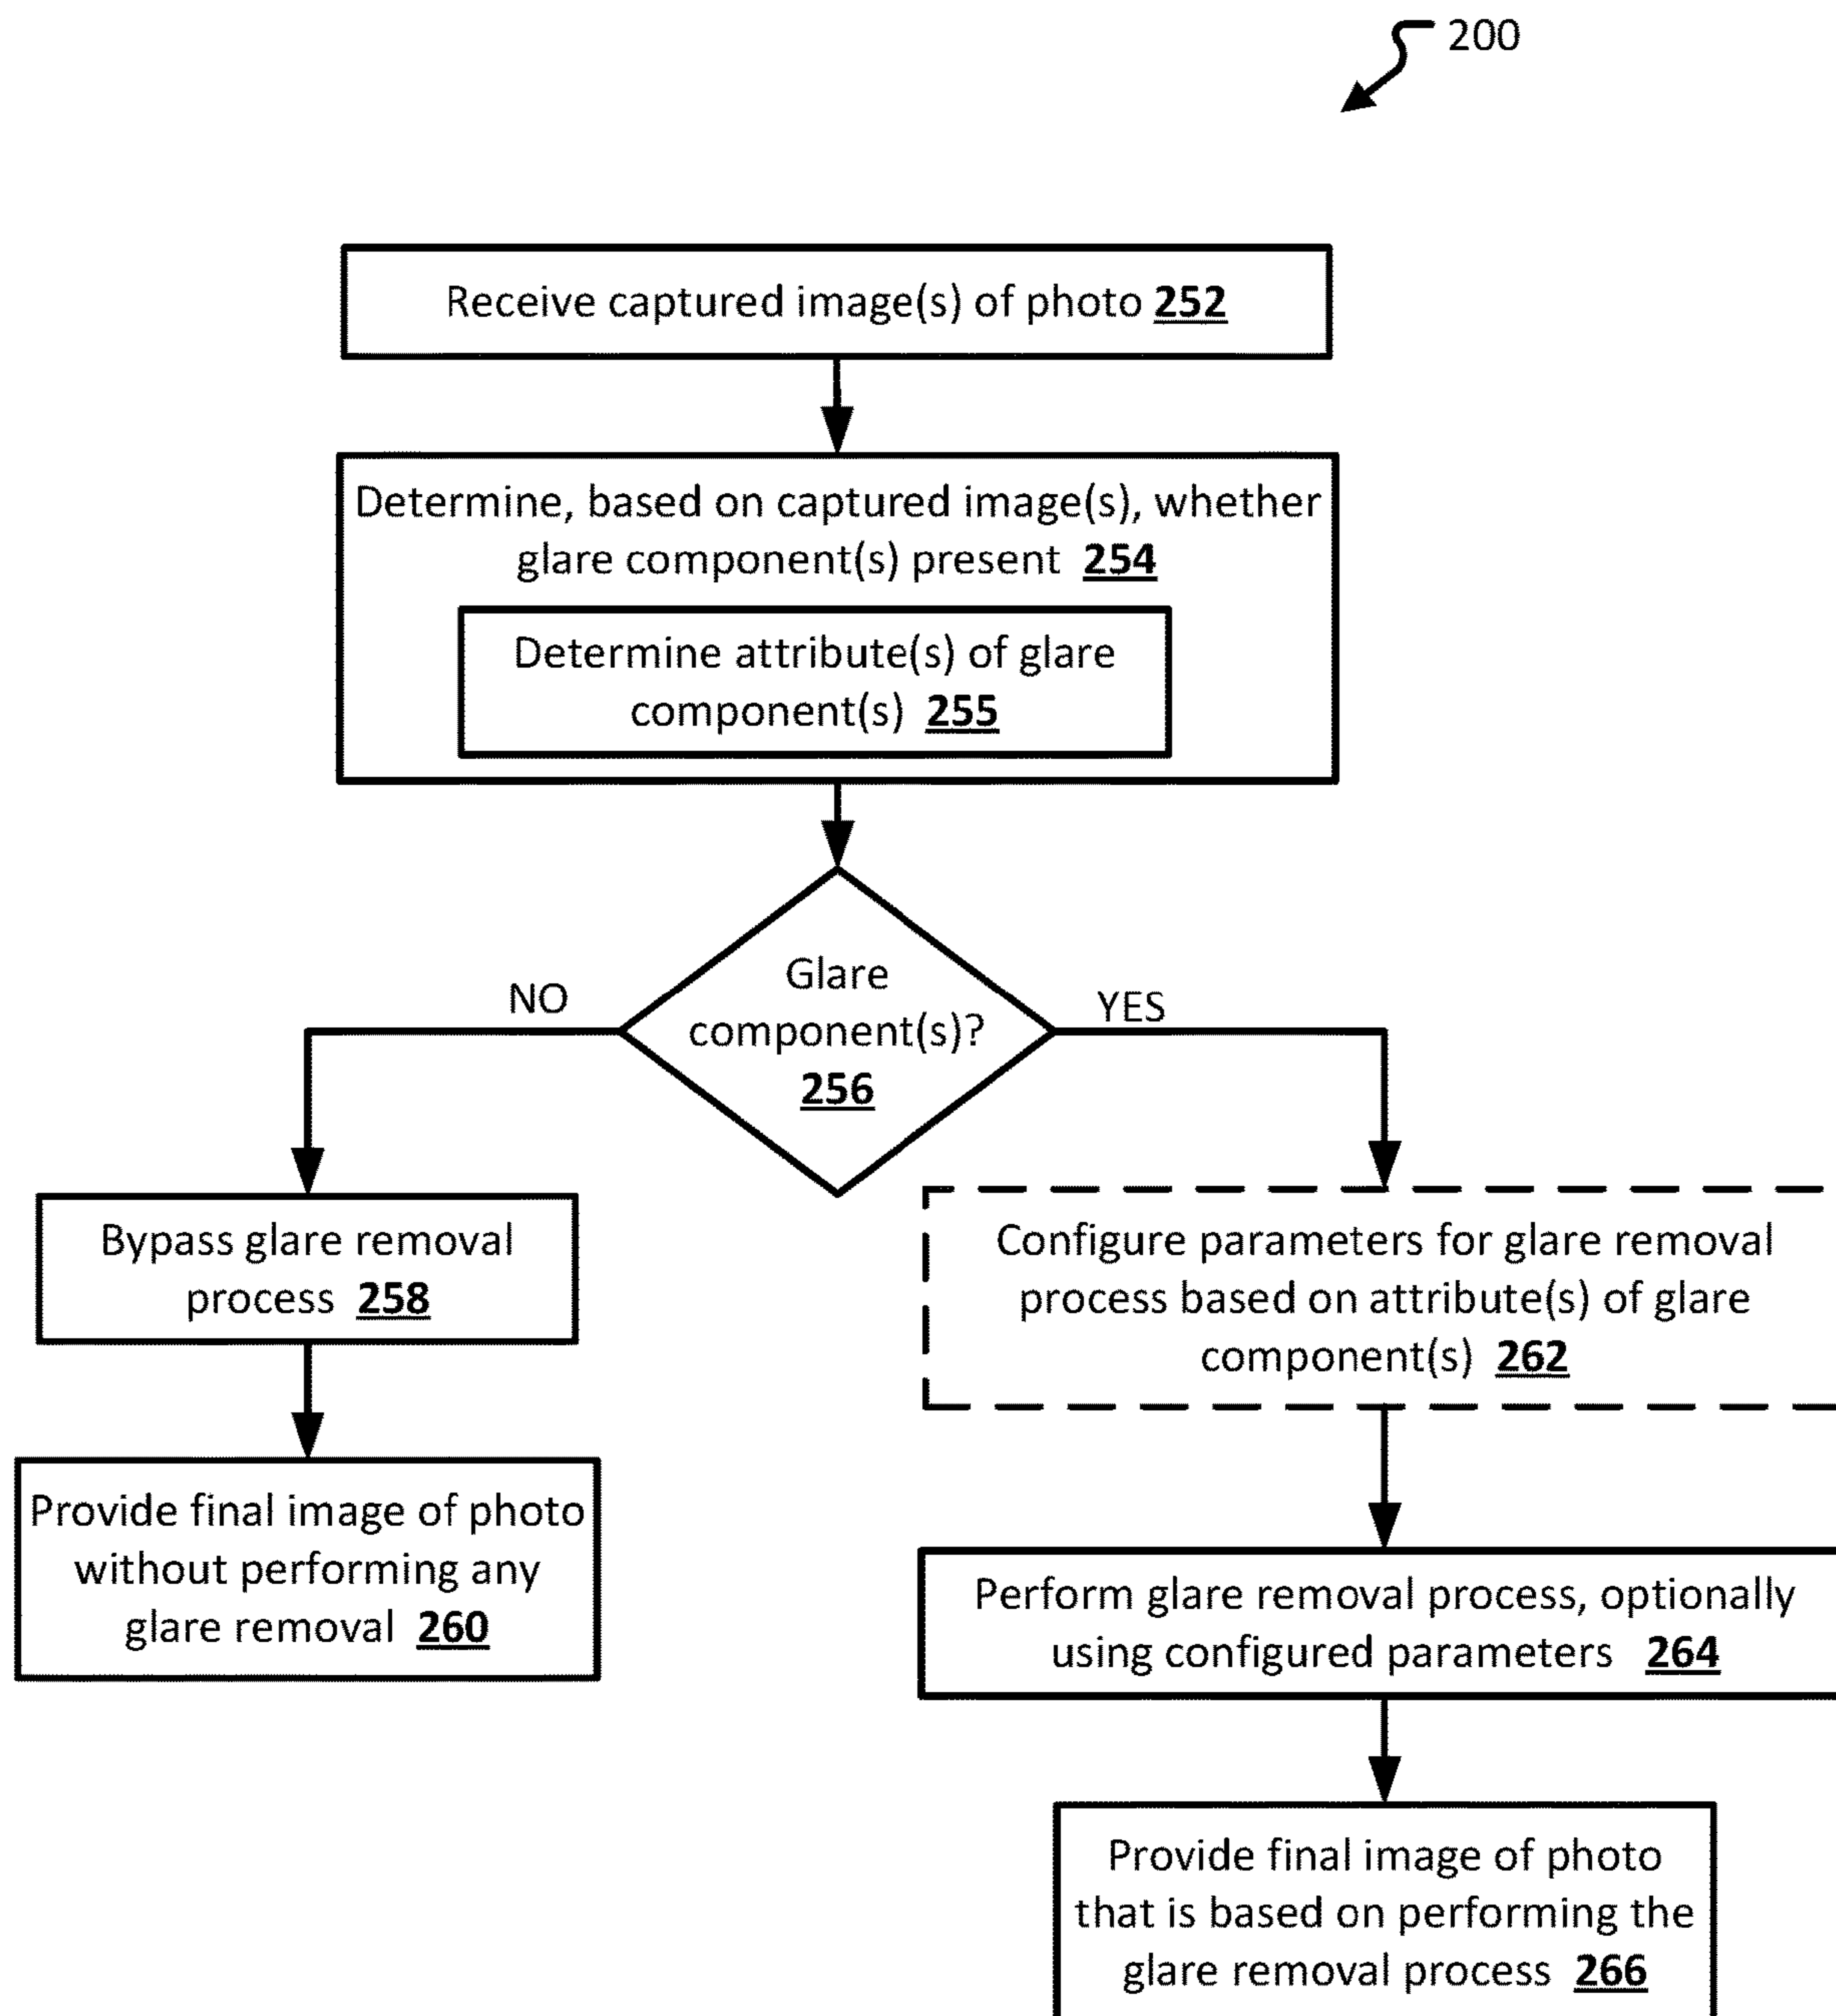 200
Receive captured image(s) of photo 252
Determine, based on captured image(s), whether
glare component(s) present 254
Determine attribute(s) of glare
component(s) 255
Glare
component(s)?
256
NO
YES
Bypass glare removal
process 258
Provide final image of photo
without performing any
glare removal 260
Configure parameters for glare removal
process based on attribute(s) of glare
component(s) 262
Perform glare removal process, optionally
using configured parameters 264
Provide final image of photo
that is based on performing the
glare removal process 266